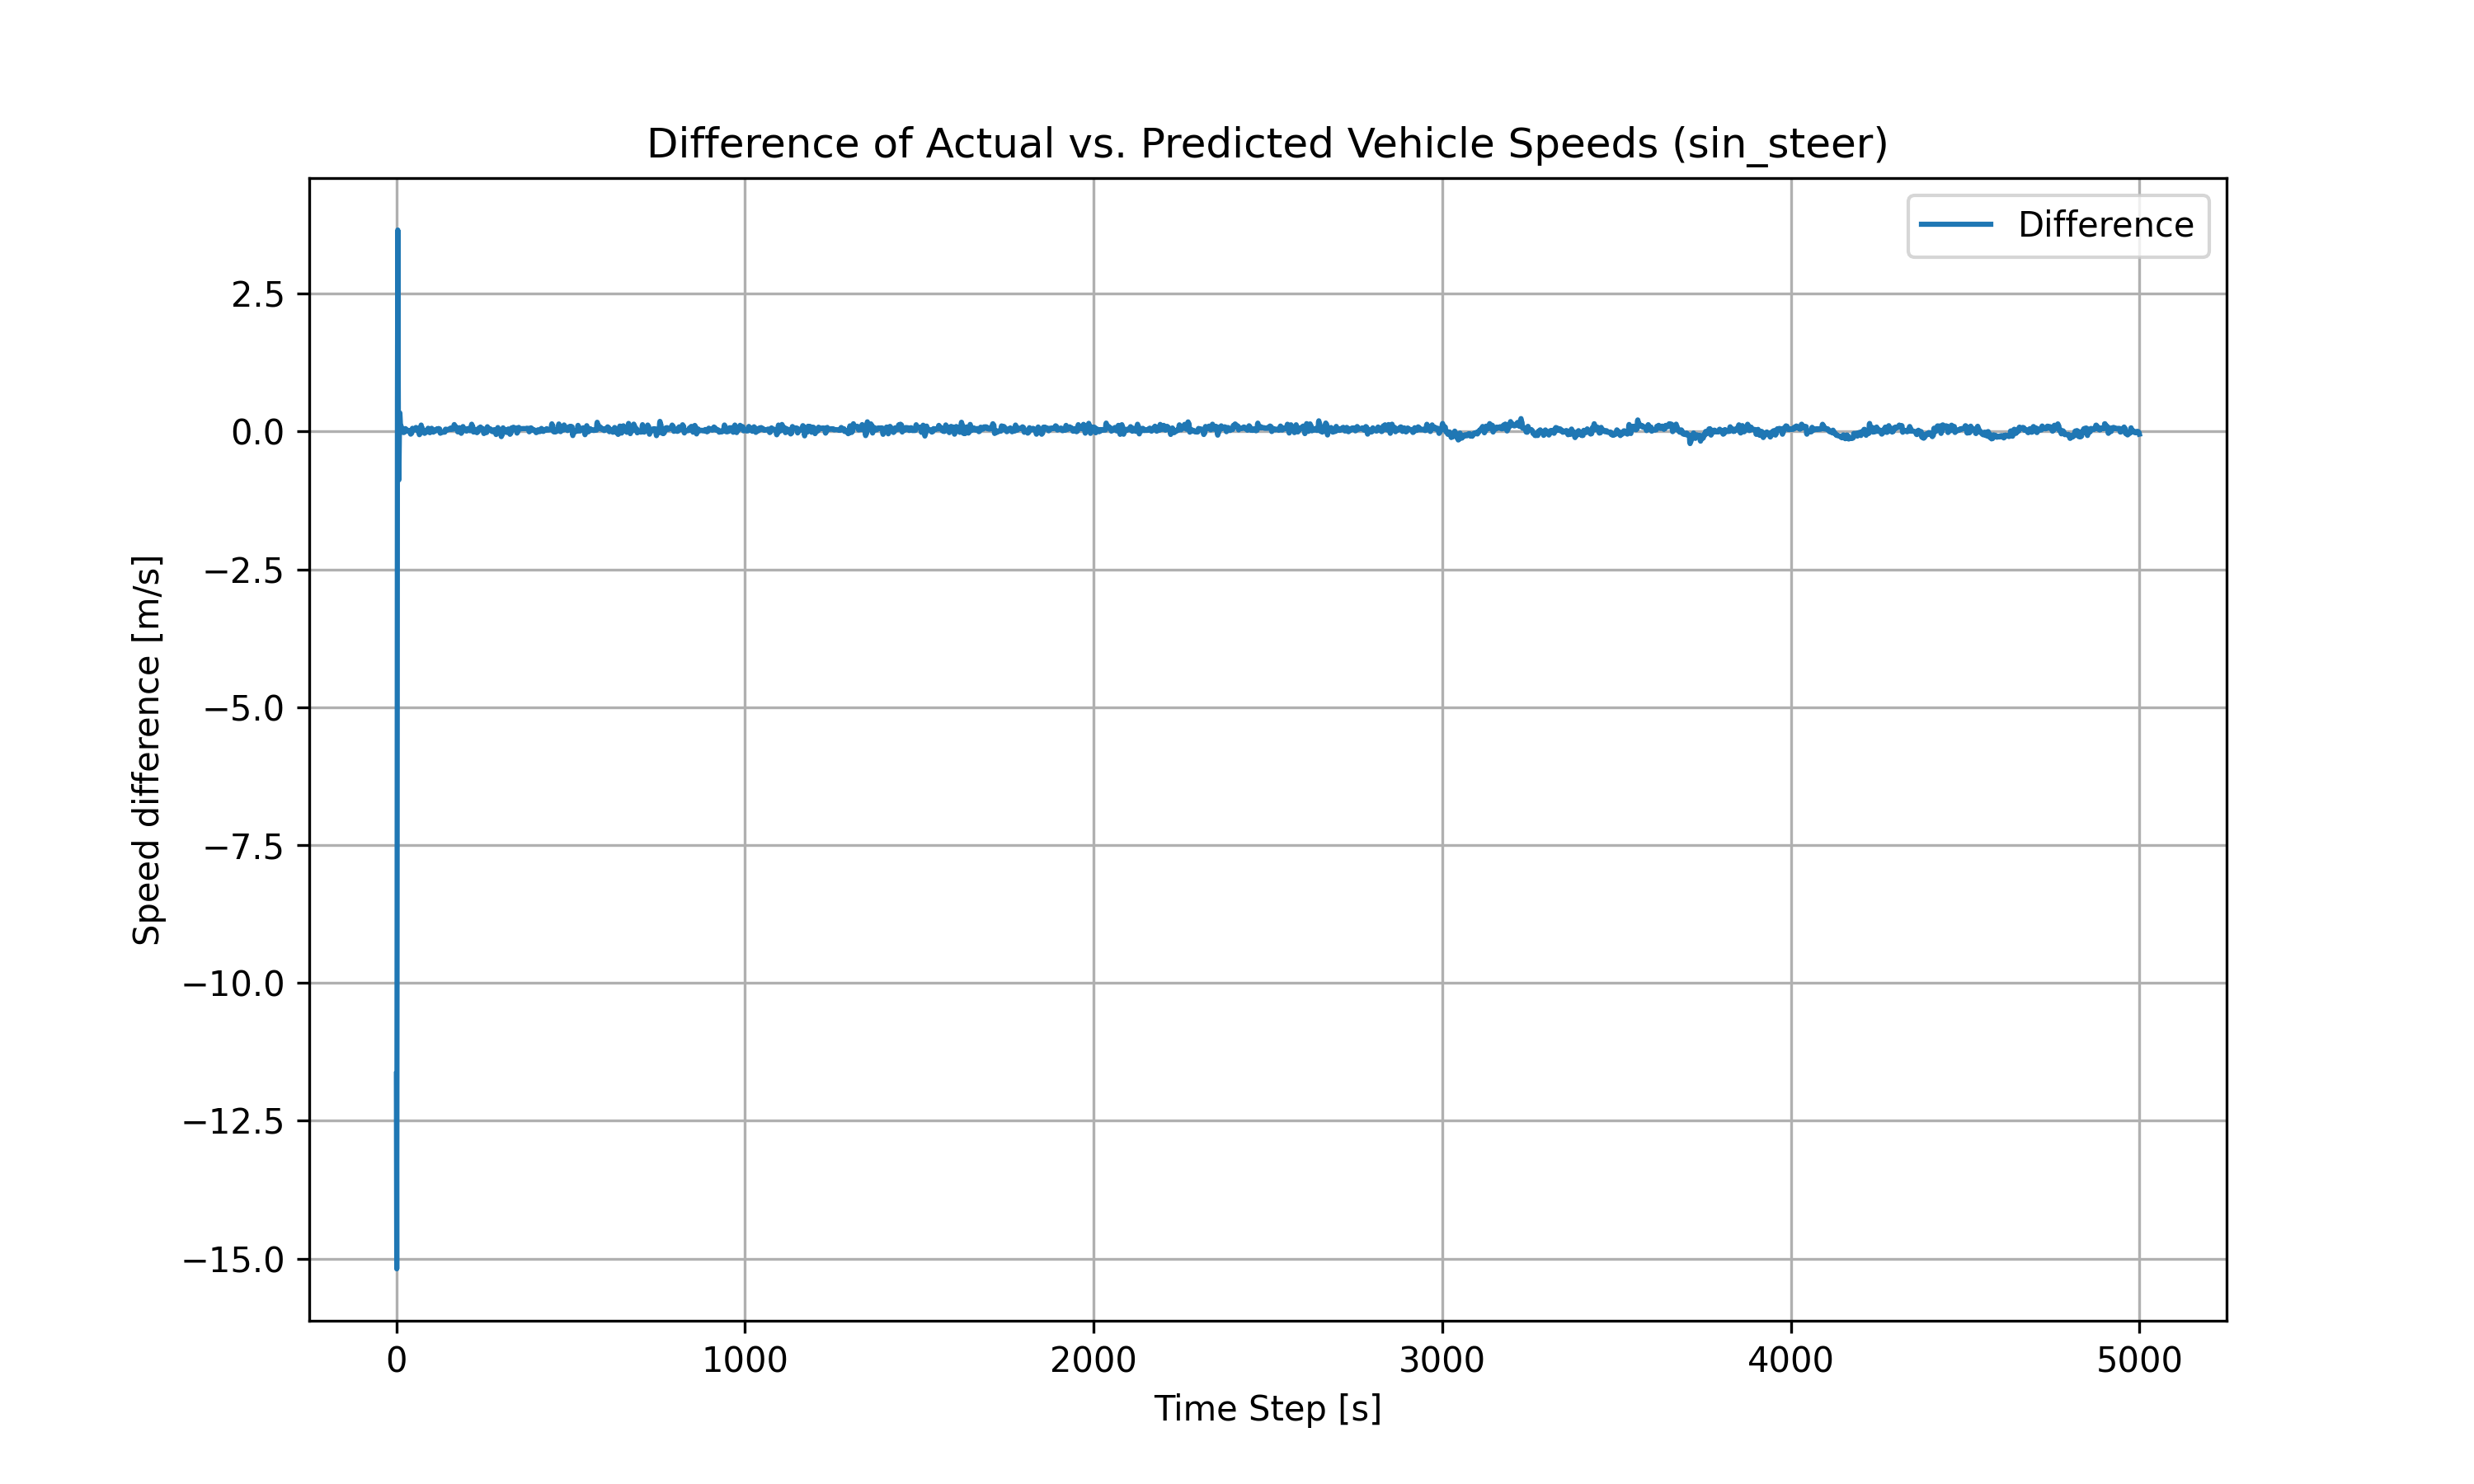 Difference of Actual vs. Predicted Vehicle Speeds (sin_steer)
Difference
2.5
0.0
−2.5
−5.0
−7.5
−10.0
−12.5
−15.0
Speed difference [m/s]
0 1000 2000 3000 4000 5000
Time Step [s]